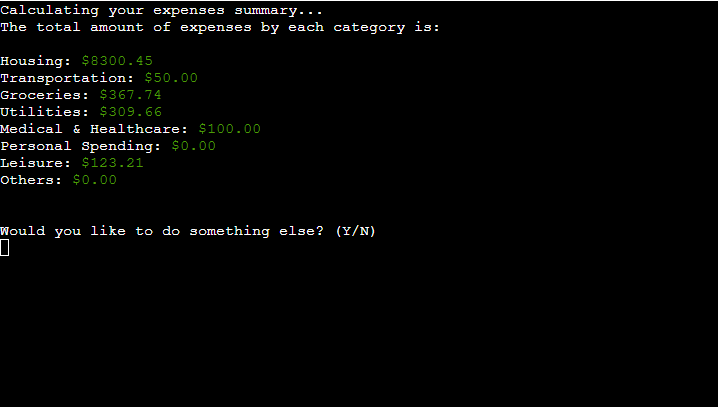 Calculating your expenses summary...
The total amount of expenses by each category is:
Housing: $8300.45
Transportation: $50.00
Groceries: $367.74
Utilities: $309.66
Medical & Healthcare: $100.00
Personal Spending: $0.00
Leisure: $123.21
Others: $0.00
Would you like to do something else? (Y/N)